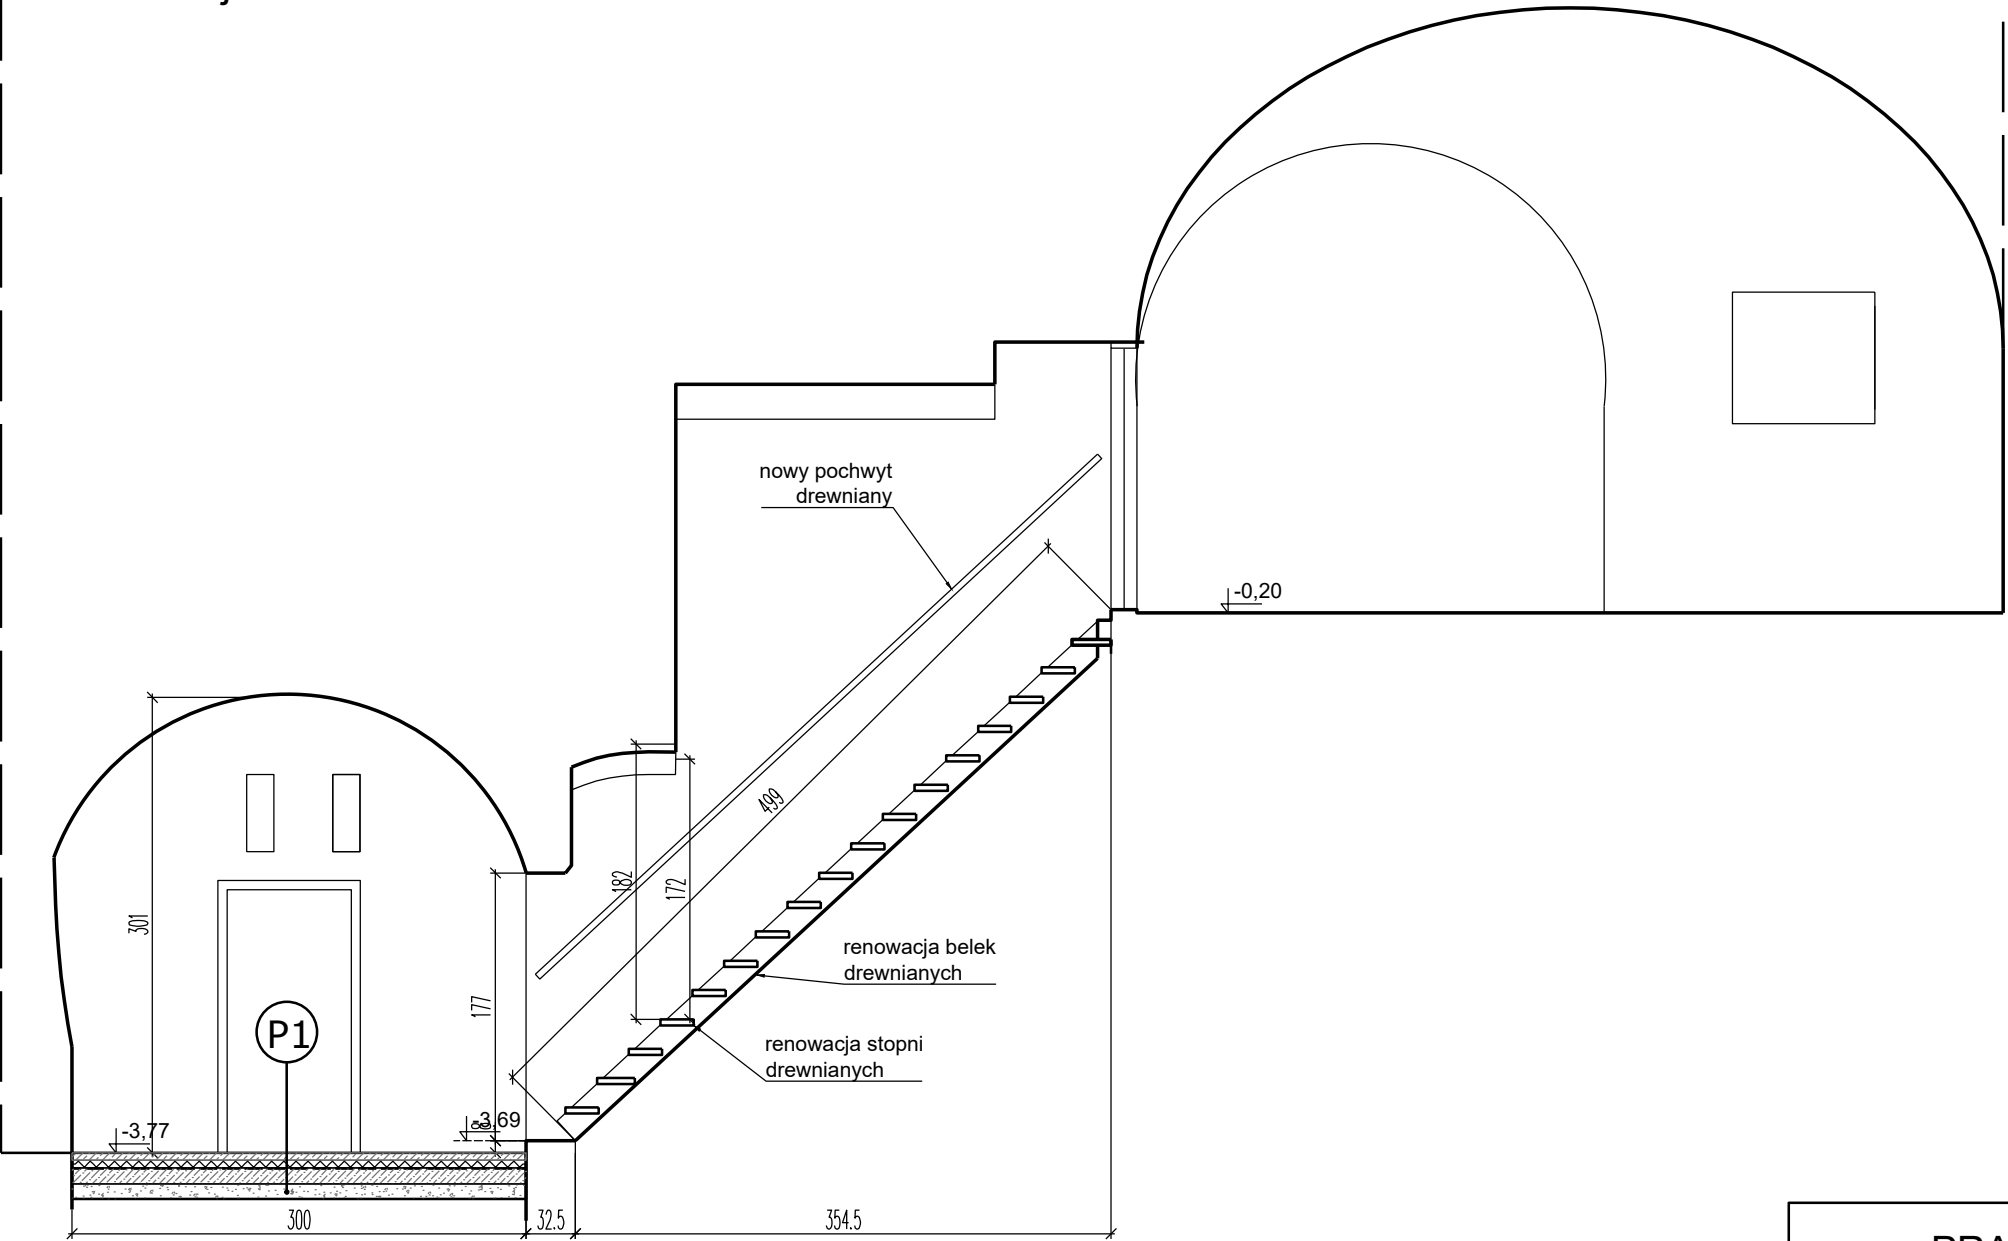 nowy pochwyt
drewniany
-0,20
499
182
172
301
177
renowacja belek
drewnianych
P1
renowacja stopni
drewnianych
-3,77
-3,69
8
300
32.5
354.5